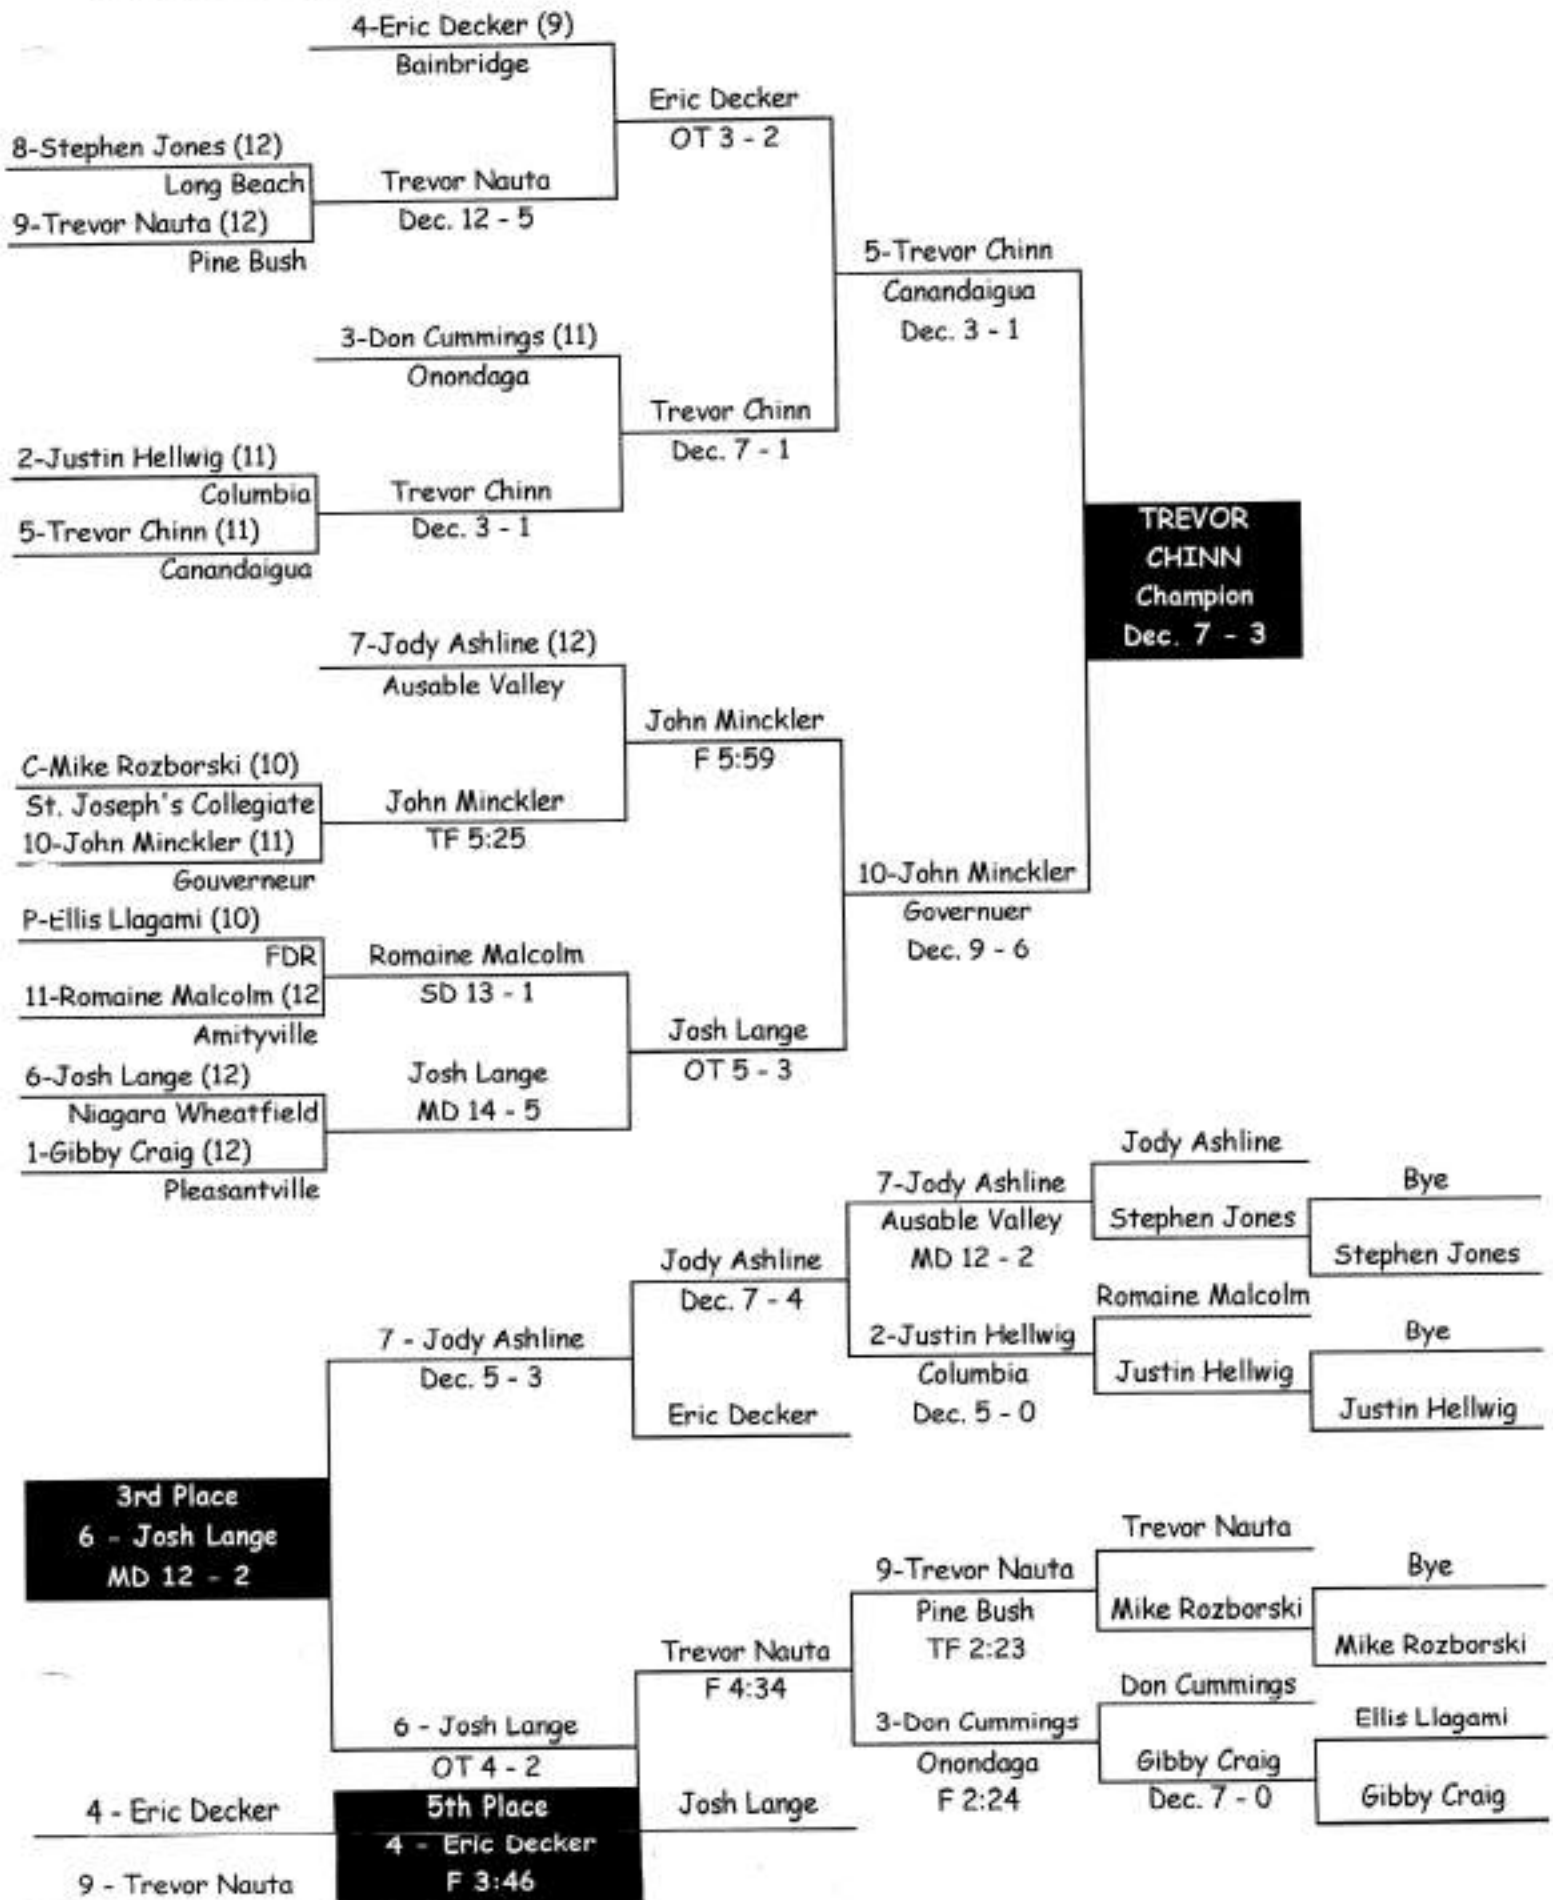 4-Eric Decker (9)
Bainbridge
Eric Decker
OT 3 - 2
8-Stephen Jones (12)
Long Beach
9-Trevor Nauta (12)
Pine Bush
Trevor Nauta
Dec. 12 - 5
5-Trevor Chinn
Canandaigua
Dec. 3 - 1
3-Don Cummings (11)
Onondaga
Trevor Chinn
Dec. 7 - 1
2-Justin Hellwig (11)
Columbia
5-Trevor Chinn (11)
Canandaigua
Trevor Chinn
Dec. 3 - 1
TREVOR
CHINN
Champion
Dec. 7 - 3
7-Jody Ashline (12)
Ausable Valley
John Minckler
F 5:59
C-Mike Rozborski (10)
St. Joseph's Collegiate
10-John Minckler (11)
Gouverneur
John Minckler
TF 5:25
10-John Minckler
Governuer
Dec. 9 - 6
P-Ellis Llagami (10)
FDR
11-Romaine Malcolm (12
Amityville
Romaine Malcolm
SD 13 - 1
Josh Lange
OT 5 - 3
6-Josh Lange (12)
Niagara Wheatfield
1-Gibby Craig (12)
Pleasantville
Josh Lange
MD 14 - 5
Jody Ashline
7-Jody Ashline
Ausable Valley
MD 12 - 2
Stephen Jones
Bye
Stephen Jones
Jody Ashline
Dec. 7 - 4
Romaine Malcolm
2-Justin Hellwig
Columbia
Dec. 5 - 0
Justin Hellwig
Bye
Justin Hellwig
7 - Jody Ashline
Dec. 5 - 3
Eric Decker
3rd Place
6 - Josh Lange
MD 12 - 2
Trevor Nauta
9-Trevor Nauta
Pine Bush
TF 2:23
Mike Rozborski
Bye
Mike Rozborski
Trevor Nauta
F 4:34
Don Cummings
3-Don Cummings
Onondaga
F 2:24
Gibby Craig
Dec. 7 - 0
Ellis Llagami
Gibby Craig
6 - Josh Lange
OT 4 - 2
Josh Lange
4 - Eric Decker
9 - Trevor Nauta
5th Place
4 - Eric Decker
F 3:46